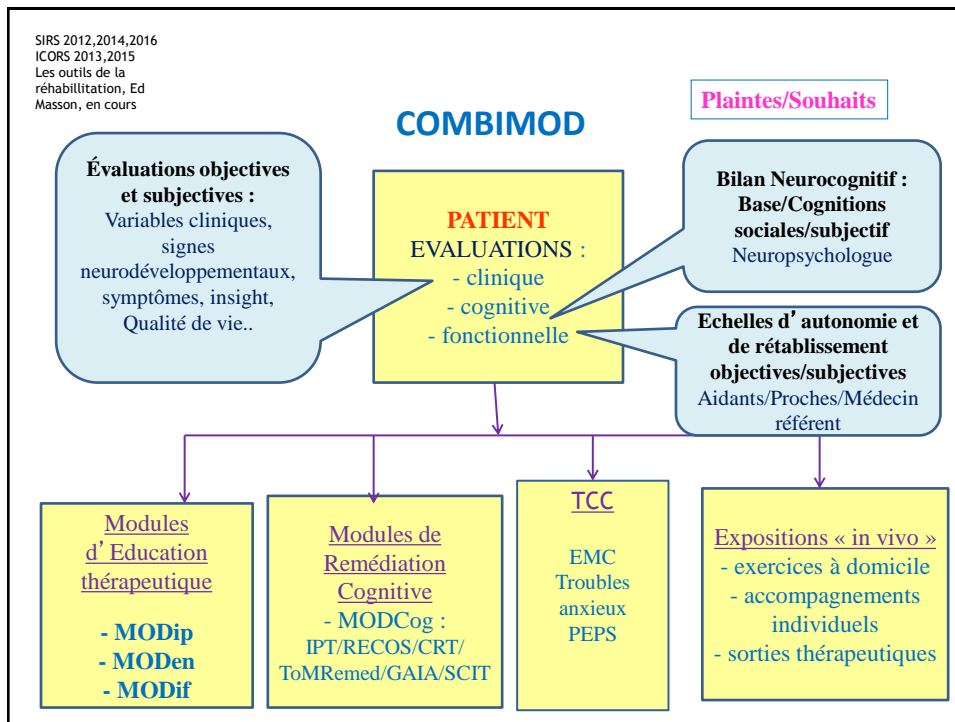 SIRS 2012,2014,2016
ICORS 2013,2015
Les outils de la
réhabillitation, Ed
Masson, en cours
COMBIMOD
Plaintes/Souhaits
Évaluations objectives
et subjectives :
Variables cliniques,
signes
neurodéveloppementaux,
symptômes, insight,
Qualité de vie..
PATIENT
EVALUATIONS :
- clinique
- cognitive
- fonctionnelle
Bilan Neurocognitif :
Base/Cognitions
sociales/subjectif
Neuropsychologue
Echelles d’autonomie et
de rétablissement
objectives/subjectives
Aidants/Proches/Médecin
référent
Modules
d’Education
thérapeutique
- MODip
- MODen
- MODif
Modules de
Remédiation
Cognitive
- MODCog :
IPT/RECOS/CRT/
ToMRemed/GAIA/SCIT
TCC
EMC
Troubles
anxieux
PEPS
Expositions « in vivo »
- exercices à domicile
- accompagnements
individuels
- sorties thérapeutiques